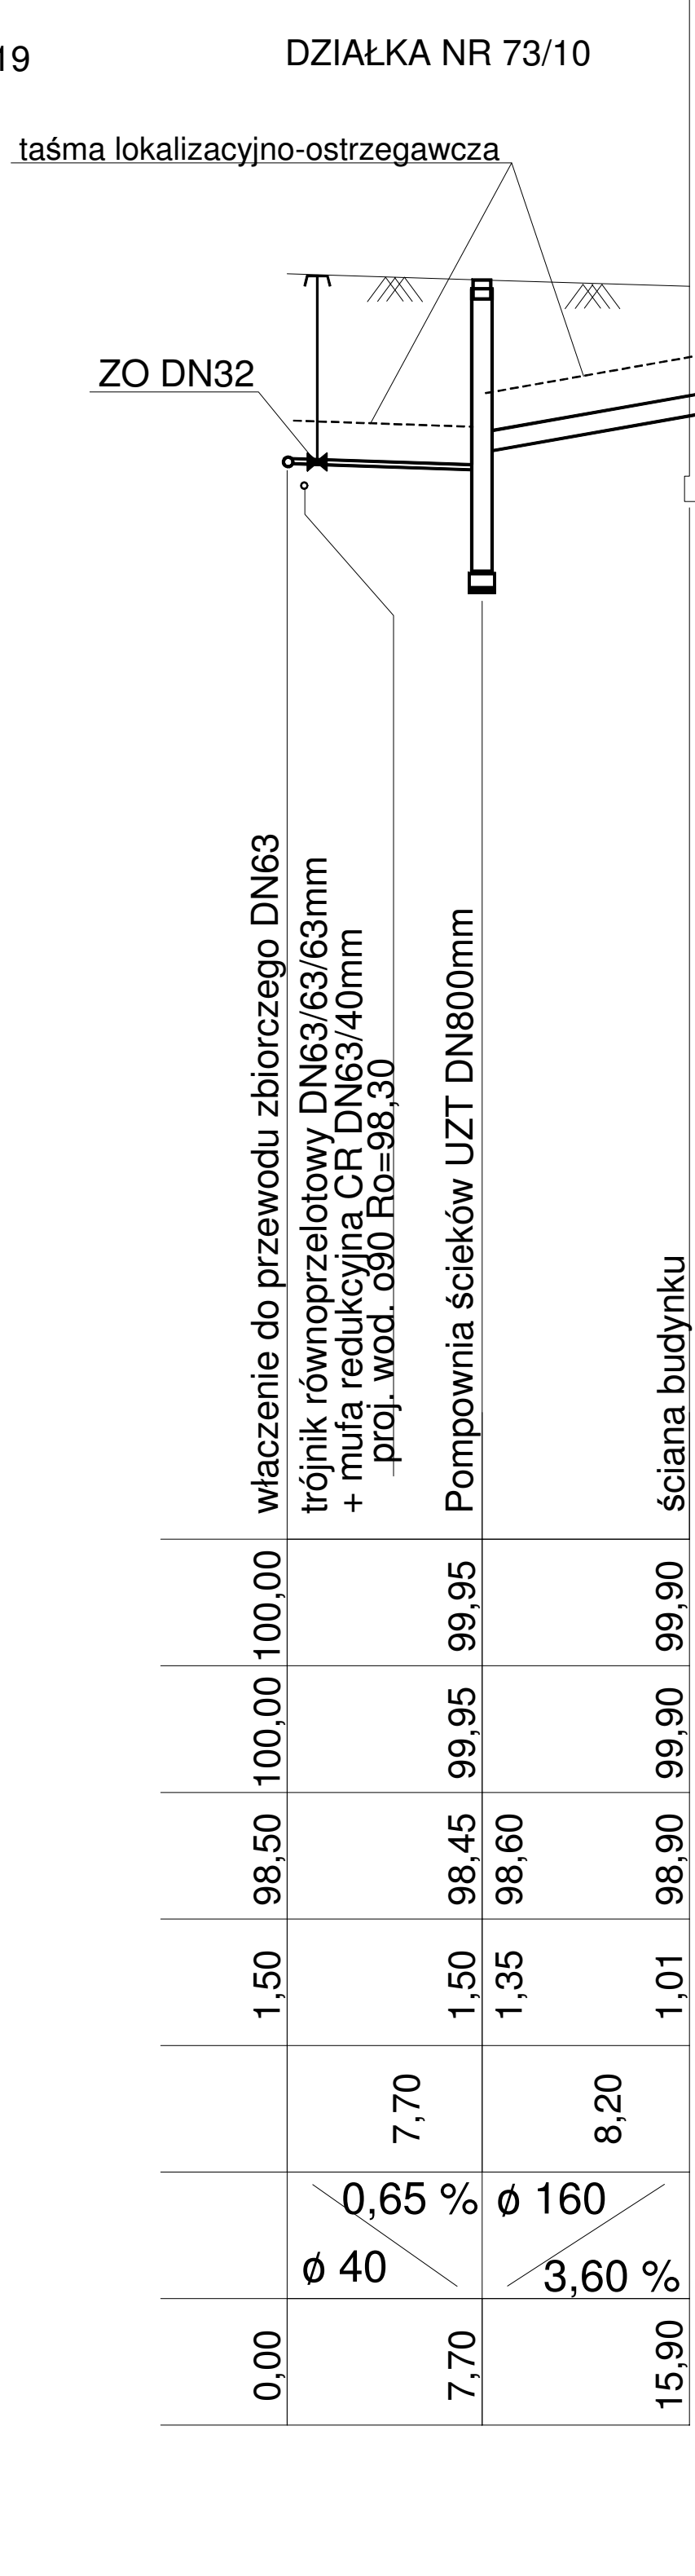 19
DZIAŁKA NR 73/10
taśma lokalizacyjno-ostrzegawcza
ZO DN32
właczenie do przewodu zbiorczego DN63
trójnik równoprzelotowy DN63/63/63mm
+ mufa redukcyjna CR DN63/40mm
proj. wod. o90 Ro=98,30
Pompownia ścieków UZT DN800mm
ściana budynku
100,00 99,95 99,90
100,00 99,95 99,90
98,50 98,45 98,60 98,90
1,50 1,50 1,35 1,01
7,70 8,20
0,65 % ø 160
ø 40 3,60 %
0,00 7,70 15,90